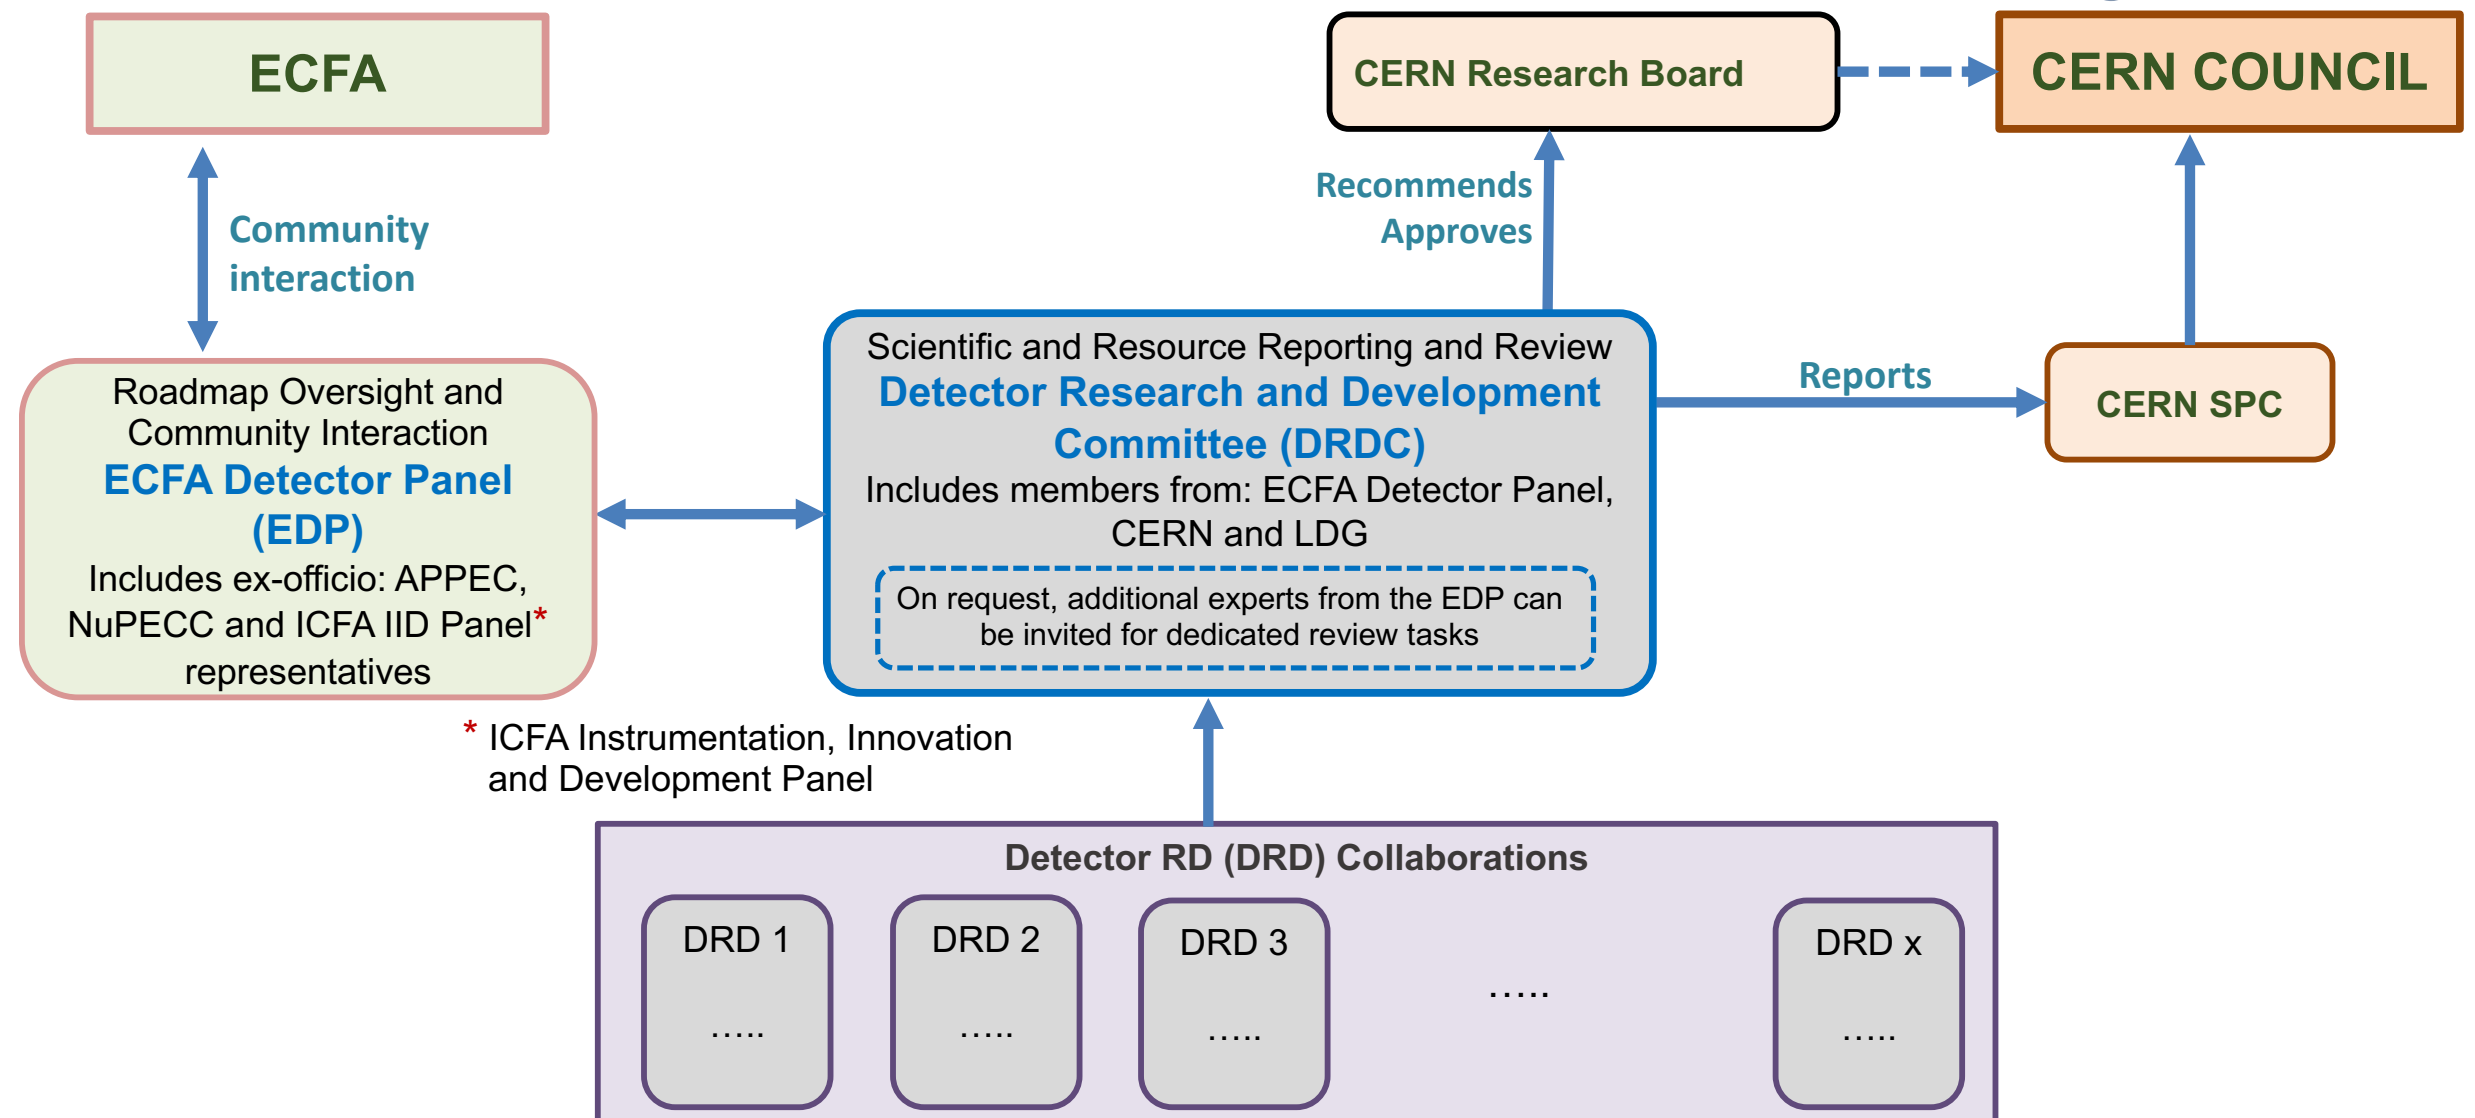 ECFA
CERN Research Board
CERN COUNCIL
Recommends
Approves
Community
interaction
Roadmap Oversight and
Community Interaction
ECFA Detector Panel
(EDP)
Includes ex-officio: APPEC,
NuPECC and ICFA IID Panel*
representatives
Scientific and Resource Reporting and Review
Detector Research and Development
Committee (DRDC)
Includes members from: ECFA Detector Panel,
CERN and LDG
On request, additional experts from the EDP can
be invited for dedicated review tasks
Reports
CERN SPC
* ICFA Instrumentation, Innovation
and Development Panel
Detector RD (DRD) Collaborations
DRD 1
DRD 2
DRD 3
DRD x
.....
.....
.....
.....
.....